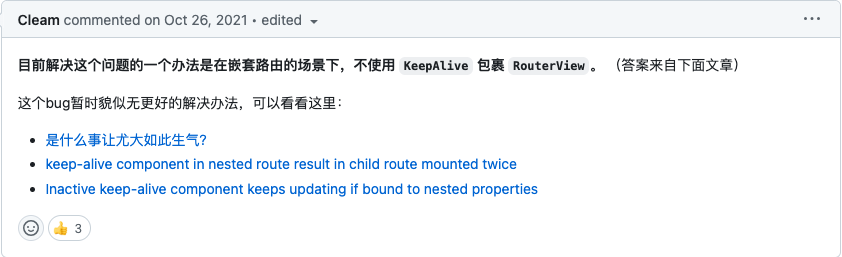 Cleam commented on Oct 26, 2021 • edited
目前解决这个问题的一个办法是在嵌套路由的场景下，不使用 KeepAlive 包裹 RouterView。（答案来自下面文章）
这个bug暂时貌似无更好的解决办法，可以看看这里：
• 是什么事让尤大如此生气？
• keep-alive component in nested route result in child route mounted twice
• Inactive keep-alive component keeps updating if bound to nested properties
👍 3